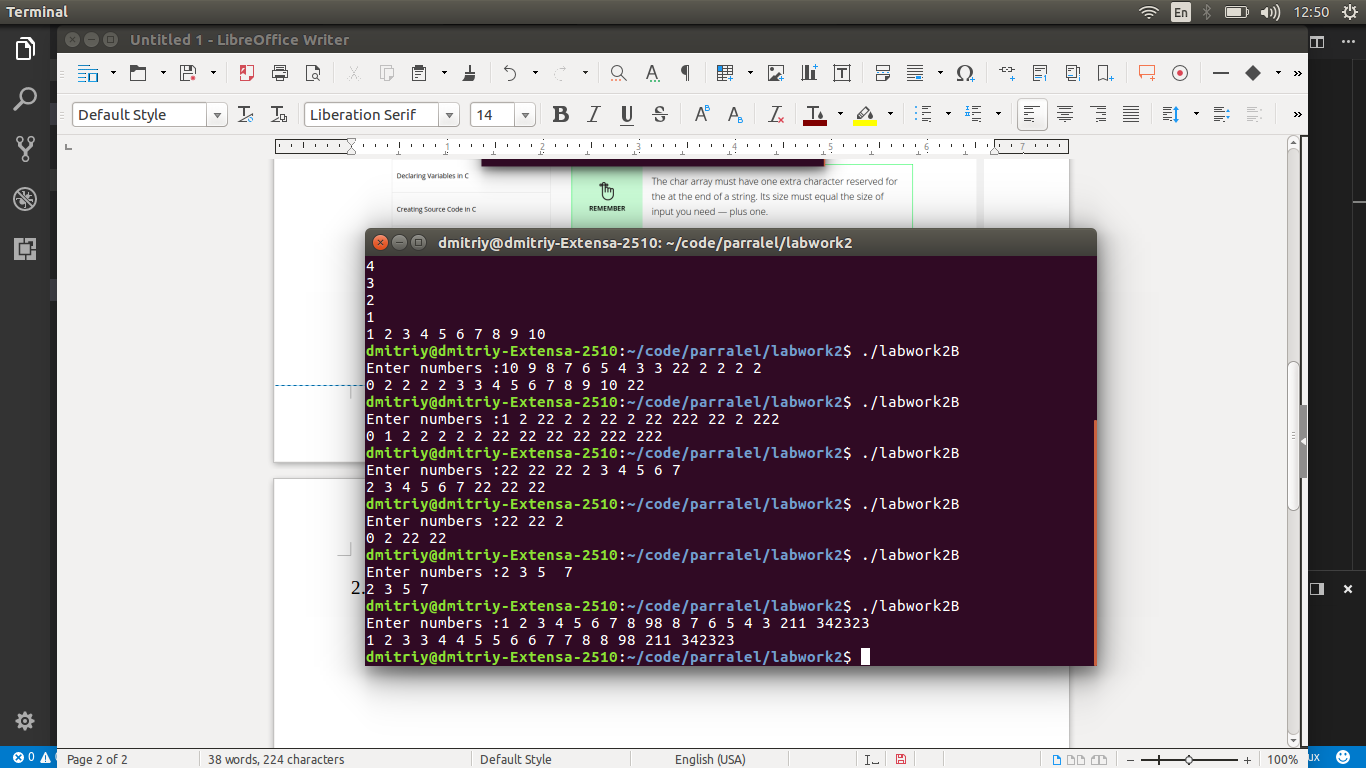 Terminal
En
12:50
Untitled 1 - LibreOffice Writer
Default Style
Liberation Serif
14
1 2 3 4 5 6 7
Declaring Variables in C
Creating Source Code in C
REMEMBER
The char array must have one extra character reserved for
the at the end of a string. Its size must equal the size of
input you need — plus one.
dmitriy@dmitriy-Extensa-2510: ~/code/parralel/labwork2
4
3
2
1
1 2 3 4 5 6 7 8 9 10
dmitriy@dmitriy-Extensa-2510:~/code/parralel/labwork2$ ./labwork2B
Enter numbers :10 9 8 7 6 5 4 3 3 22 2 2 2 2
0 2 2 2 2 3 3 4 5 6 7 8 9 10 22
dmitriy@dmitriy-Extensa-2510:~/code/parralel/labwork2$ ./labwork2B
Enter numbers :1 2 22 2 2 22 2 22 222 22 2 222
0 1 2 2 2 2 2 22 22 22 22 222 222
dmitriy@dmitriy-Extensa-2510:~/code/parralel/labwork2$ ./labwork2B
Enter numbers :22 22 22 2 3 4 5 6 7
2 3 4 5 6 7 22 22 22
dmitriy@dmitriy-Extensa-2510:~/code/parralel/labwork2$ ./labwork2B
Enter numbers :22 22 2
0 2 22 22
dmitriy@dmitriy-Extensa-2510:~/code/parralel/labwork2$ ./labwork2B
Enter numbers :2 3 5  7
2 3 5 7
dmitriy@dmitriy-Extensa-2510:~/code/parralel/labwork2$ ./labwork2B
Enter numbers :1 2 3 4 5 6 7 8 98 8 7 6 5 4 3 211 342323
1 2 3 3 4 4 5 5 6 6 7 7 8 8 98 211 342323
dmitriy@dmitriy-Extensa-2510:~/code/parralel/labwork2$
2.
0
Page 2 of 2
38 words, 224 characters
Default Style
English (USA)
100%